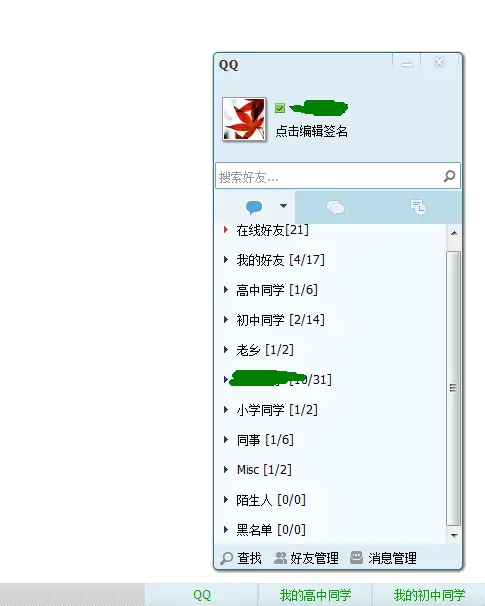 QQ
点击编辑签名
搜索好友...
在线好友[21]
我的好友 [4/17]
高中同学 [1/6]
初中同学 [2/14]
老乡 [1/2]
/31]
小学同学 [1/2]
同事 [1/6]
Misc [1/2]
陌生人 [0/0]
黑名单 [0/0]
查找 好友管理 消息管理
QQ 我的高中同学 我的初中同学